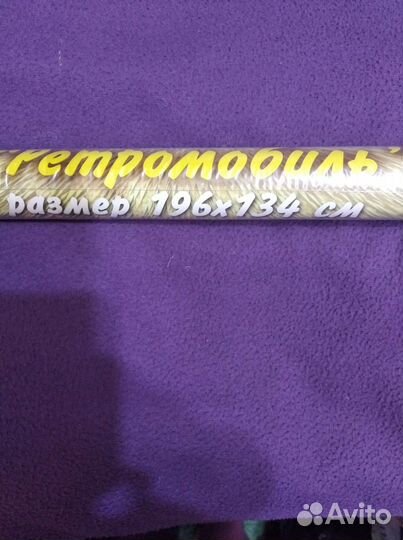 Ретромобиль"
размер 196x134 см
Avito